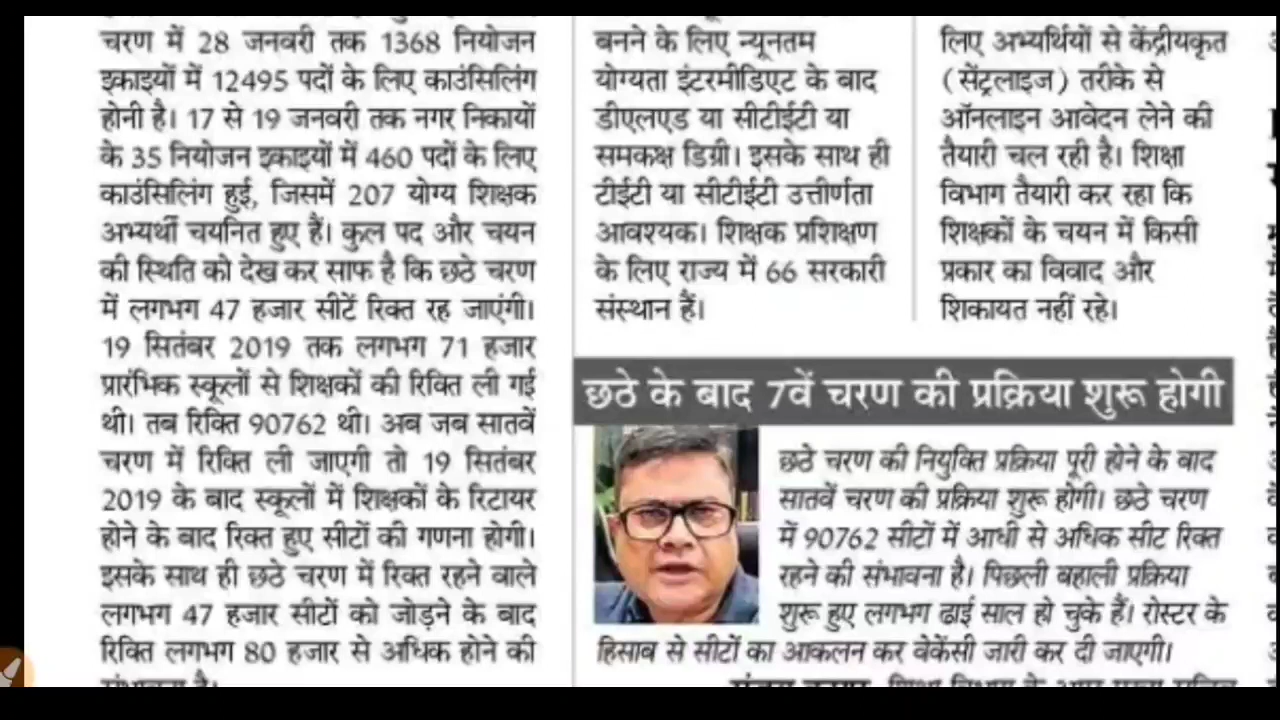 चरण में 28 जनवरी तक 1368 नियोजन
इकाइयों में 12495 पदों के लिए काउंसिलिंग
होनी है। 17 से 19 जनवरी तक नगर निकायों
के 35 नियोजन इकाइयों में 460 पदों के लिए
काउंसिलिंग हुई, जिसमें 207 योग्य शिक्षक
अभ्यर्थी चयनित हुए हैं। कुल पद और चयन
की स्थिति को देख कर साफ है कि छठे चरण
में लगभग 47 हजार सीटें रिक्त रह जाएंगी।
19 सितंबर 2019 तक लगभग 71 हजार
प्रारंभिक स्कूलों से शिक्षकों की रिक्ति ली गई
थी। तब रिक्ति 90762 थी। अब जब सातवें
चरण में रिक्ति ली जाएगी तो 19 सितंबर
2019 के बाद स्कूलों में शिक्षकों के रिटायर
होने के बाद रिक्त हुए सीटों की गणना होगी।
इसके साथ ही छठे चरण में रिक्त रहने वाले
लगभग 47 हजार सीटों को जोड़ने के बाद
रिक्ति लगभग 80 हजार से अधिक होने की
बनने के लिए न्यूनतम
योग्यता इंटरमीडिएट के बाद
डीएलएड या सीटीईटी या
समकक्ष डिग्री। इसके साथ ही
टीईटी या सीटीईटी उत्तीर्णता
आवश्यक। शिक्षक प्रशिक्षण
के लिए राज्य में 66 सरकारी
संस्थान हैं।
लिए अभ्यर्थियों से केंद्रीयकृत
(सेंट्रलाइज) तरीके से
ऑनलाइन आवेदन लेने की
तैयारी चल रही है। शिक्षा
विभाग तैयारी कर रहा कि
शिक्षकों के चयन में किसी
प्रकार का विवाद और
शिकायत नहीं रहे।
छठे के बाद 7वें चरण की प्रक्रिया शुरू होगी
छठे चरण की नियुक्ति प्रक्रिया पूरी होने के बाद
सातवें चरण की प्रक्रिया शुरू होगी। छठे चरण
में 90762 सीटों में आधी से अधिक सीट रिक्त
रहने की संभावना है। पिछली बहाली प्रक्रिया
शुरू हुए लगभग ढाई साल हो चुके हैं। रोस्टर के
हिसाब से सीटों का आकलन कर वेकेंसी जारी कर दी जाएगी।